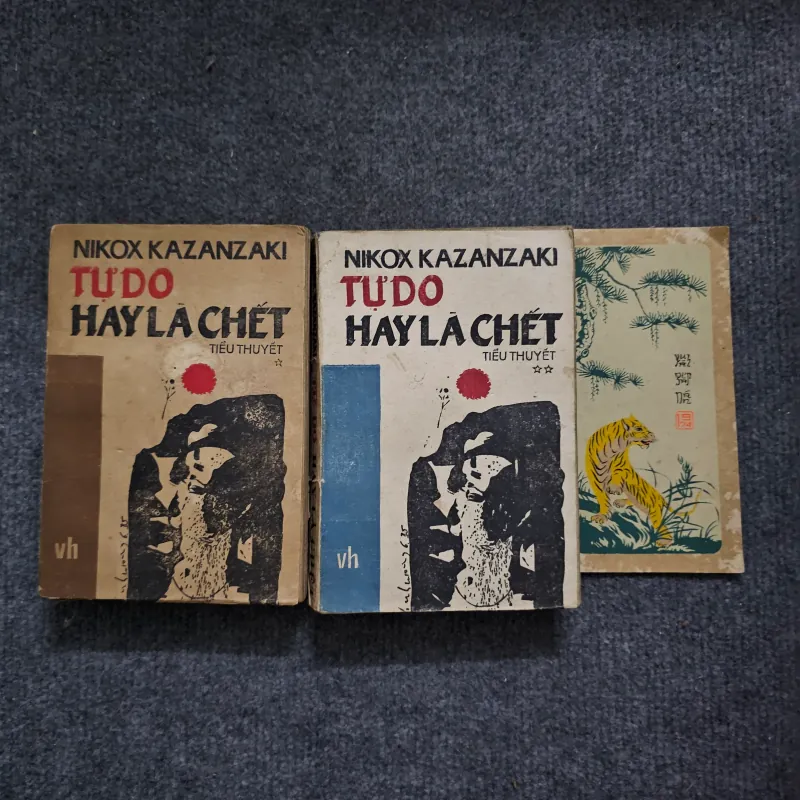 NIKOX KAZANZAKI
TỰ DO
HAY LÀ CHẾT
TIỂU THUYẾT
vh
NIKOX KAZANZAKI
TỰ DO
HAY LÀ CHẾT
TIỂU THUYẾT
vh